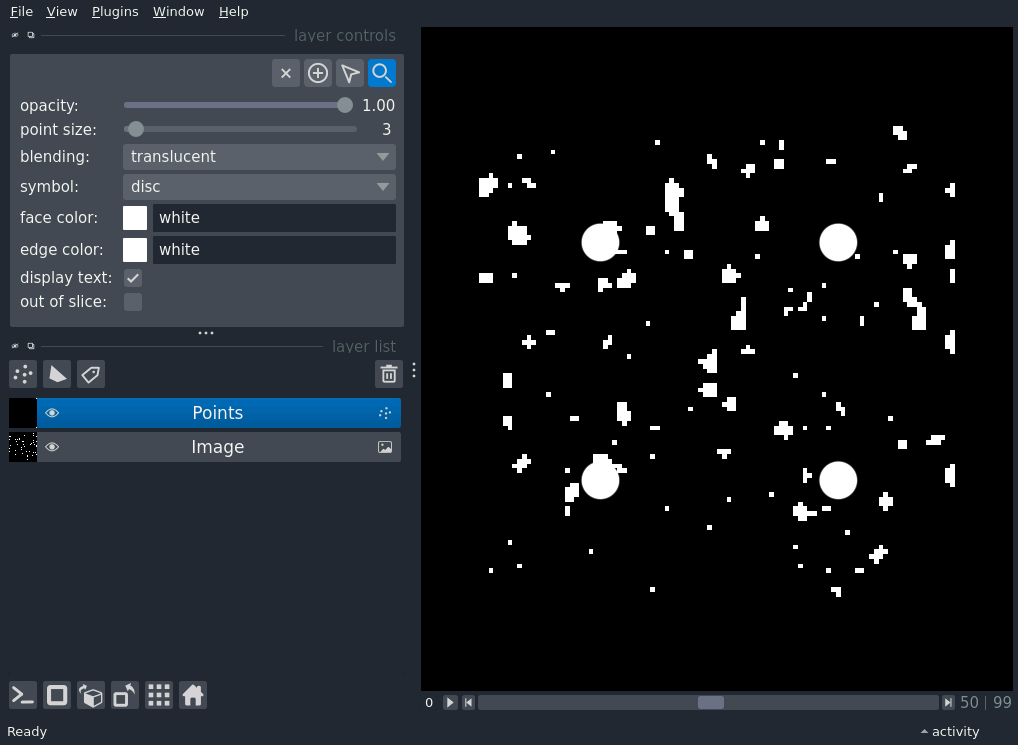 File View Plugins Window Help
layer controls
opacity: 1.00
point size: 3
blending: translucent
symbol: disc
face color: white
edge color: white
display text:
out of slice:
layer list
Points
Image
0 50 | 99
Ready activity